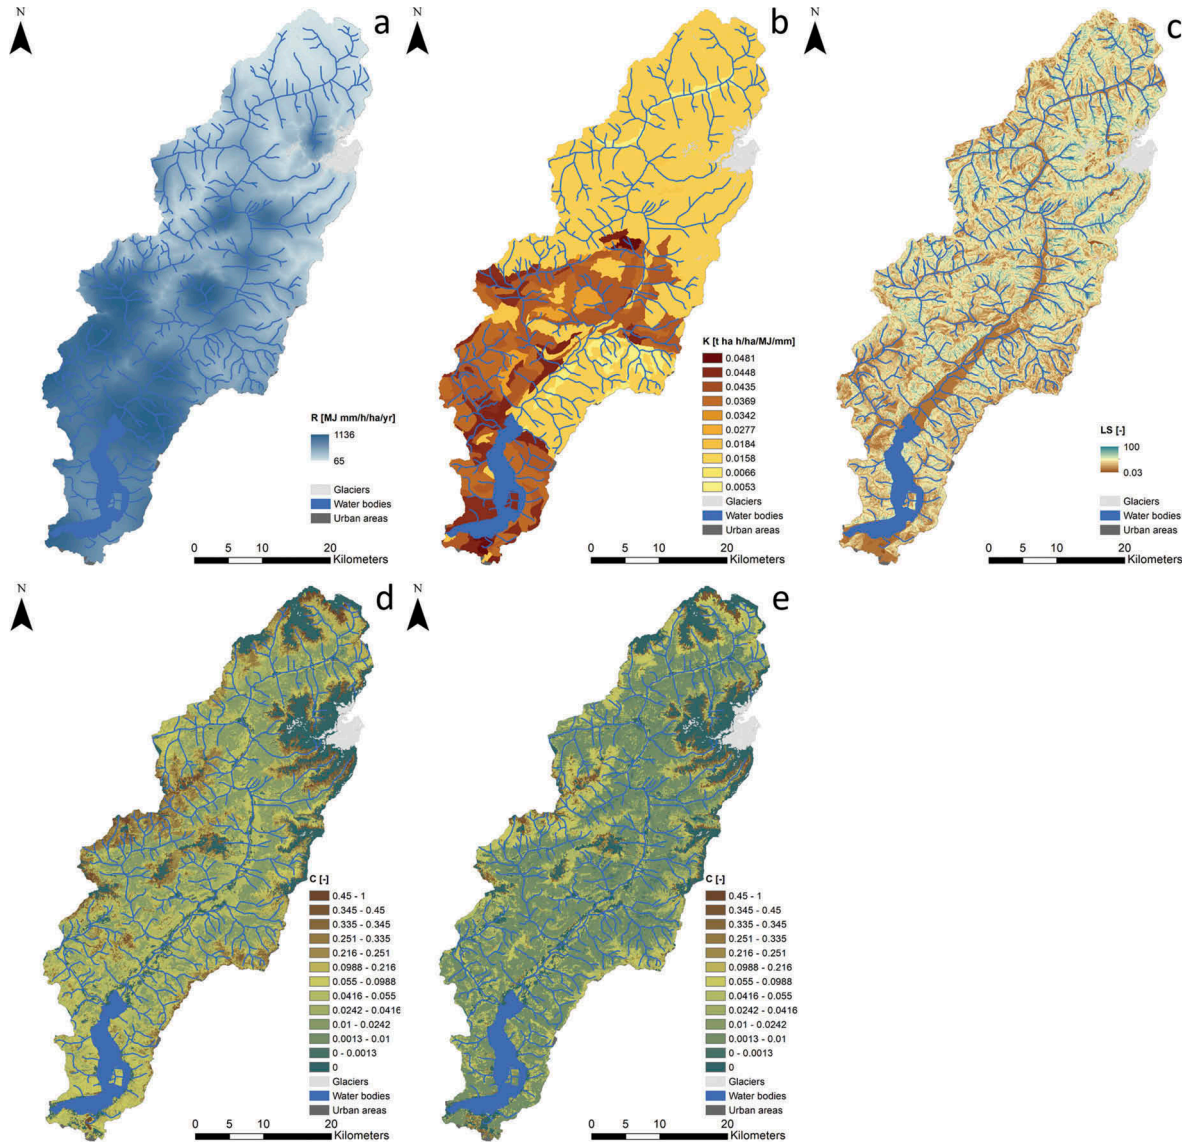 N
a
R [MJ mm/h/ha/yr]
1136
65
Glaciers
Water bodies
Urban areas
0 5 10 20
Kilometers
N
b
K [t ha h/ha/MJ/mm]
0.0481
0.0448
0.0435
0.0369
0.0342
0.0277
0.0184
0.0158
0.0066
0.0053
Glaciers
Water bodies
Urban areas
0 5 10 20
Kilometers
N
c
LS [-]
100
0.03
Glaciers
Water bodies
Urban areas
0 5 10 20
Kilometers
N
d
C [-]
0.45 - 1
0.345 - 0.45
0.335 - 0.345
0.251 - 0.335
0.216 - 0.251
0.0988 - 0.216
0.055 - 0.0988
0.0416 - 0.055
0.0242 - 0.0416
0.01 - 0.0242
0.0013 - 0.01
0 - 0.0013
0
Glaciers
Water bodies
Urban areas
0 5 10 20
Kilometers
N
e
C [-]
0.45 - 1
0.345 - 0.45
0.335 - 0.345
0.251 - 0.335
0.216 - 0.251
0.0988 - 0.216
0.055 - 0.0988
0.0416 - 0.055
0.0242 - 0.0416
0.01 - 0.0242
0.0013 - 0.01
0 - 0.0013
0
Glaciers
Water bodies
Urban areas
0 5 10 20
Kilometers